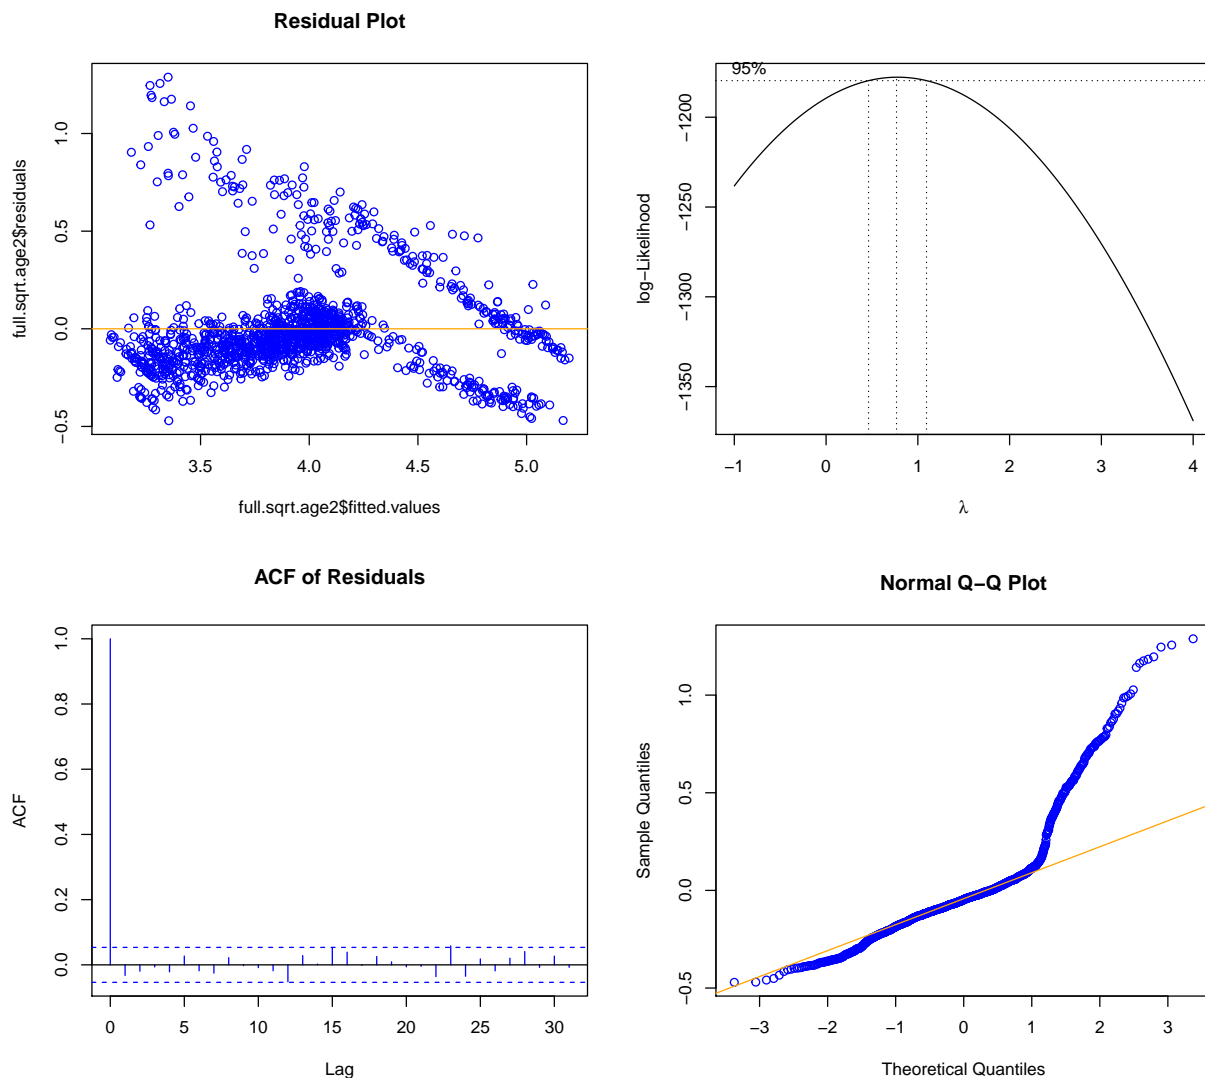 Residual Plot
full.sqrt.age2$residuals
−0.5 0.0 0.5 1.0
3.5 4.0 4.5 5.0
full.sqrt.age2$fitted.values
95%
log−Likelihood
−1350 −1300 −1250 −1200
−1 0 1 2 3 4
λ
ACF of Residuals
ACF
0.0 0.2 0.4 0.6 0.8 1.0
0 5 10 15 20 25 30
Lag
Normal Q−Q Plot
Sample Quantiles
−0.5 0.0 0.5 1.0
−3 −2 −1 0 1 2 3
Theoretical Quantiles